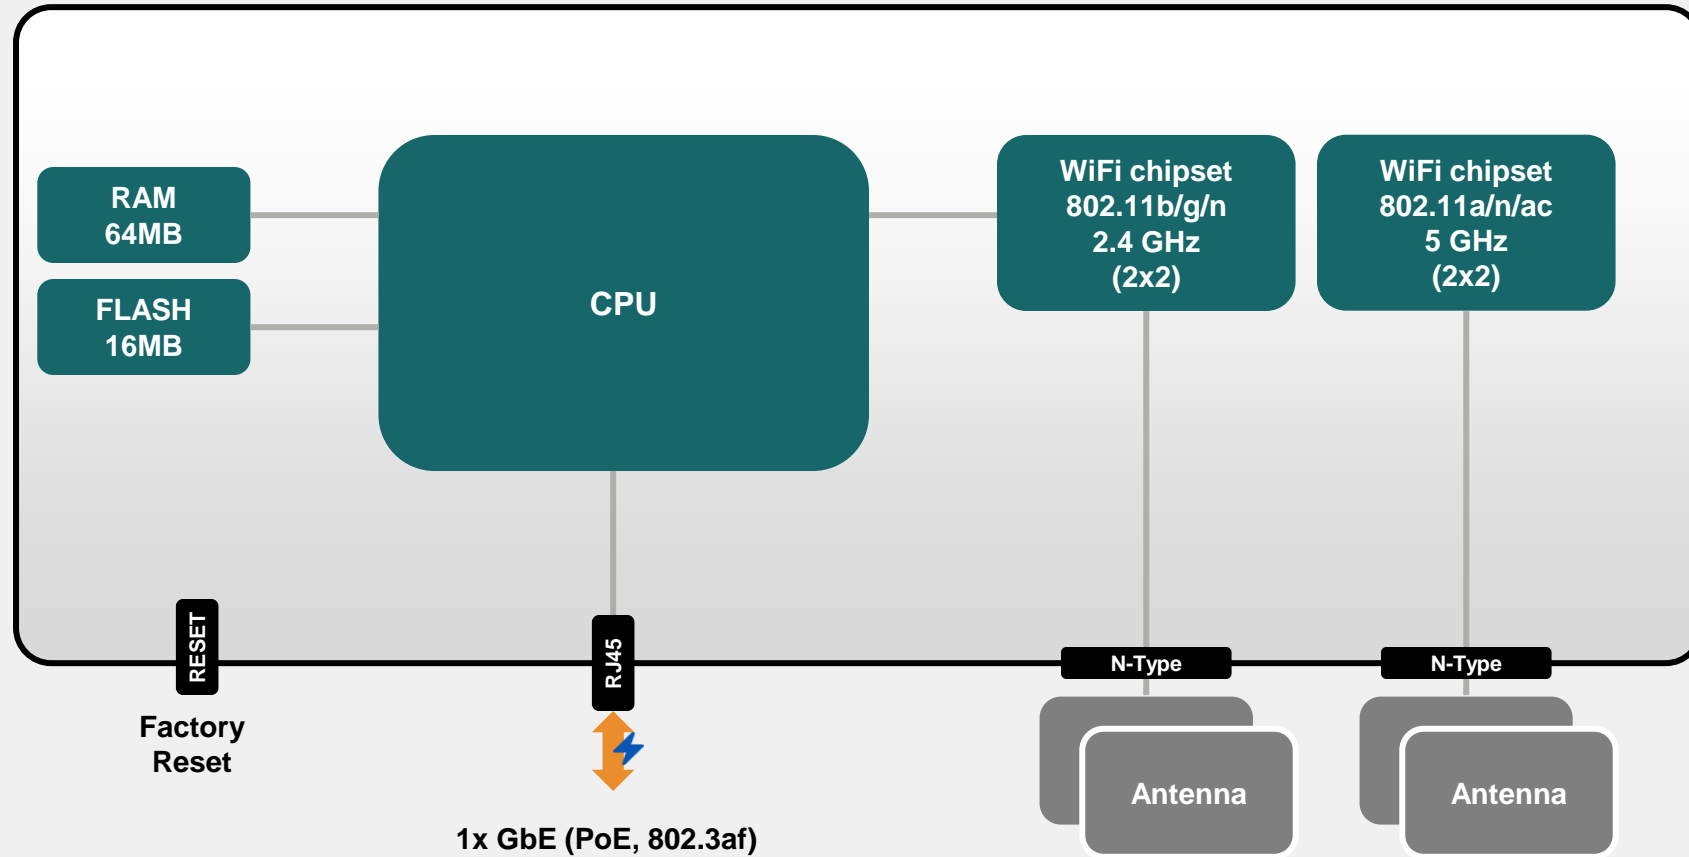 RAM
64MB
FLASH
16MB
CPU
WiFi chipset
802.11b/g/n
2.4 GHz
(2x2)
WiFi chipset
802.11a/n/ac
5 GHz
(2x2)
RESET
Factory
Reset
RJ45
1x GbE (PoE, 802.3af)
N-Type
Antenna
N-Type
Antenna